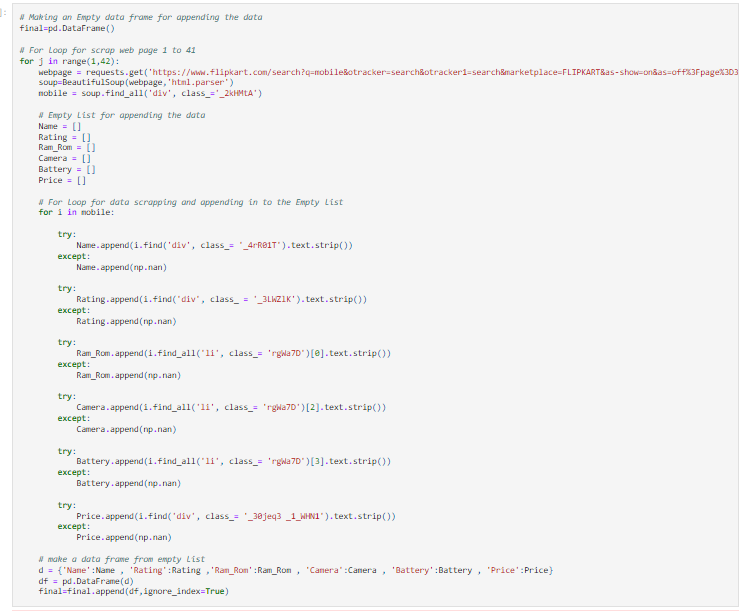 ]:
# Making an Empty data frame for appending the data
final=pd.DataFrame()
# For Loop for scrap web page 1 to 41
for j in range(1,42):
webpage = requests.get('https://www.flipkart.com/search?q=mobile&otracker=search&otracker1=search&marketplace=FLIPKART&as-show=on&as=off%3Fpage%3D3
soup=BeautifulSoup(webpage,'html.parser')
mobile = soup.find_all('div', class_='_2kHMtA')
# Empty List for appending the data
Name = []
Rating = []
Ram_Rom = []
Camera = []
Battery = []
Price = []
# For Loop for data scrapping and appending in to the Empty List
for i in mobile:
try:
Name.append(i.find('div', class_= '_4rR01T').text.strip())
except:
Name.append(np.nan)
try:
Rating.append(i.find('div', class_ = '_3LWZlK').text.strip())
except:
Rating.append(np.nan)
try:
Ram_Rom.append(i.find_all('li', class_= 'rgWa7D')[0].text.strip())
except:
Ram_Rom.append(np.nan)
try:
Camera.append(i.find_all('li', class_= 'rgWa7D')[2].text.strip())
except:
Camera.append(np.nan)
try:
Battery.append(i.find_all('li', class_= 'rgWa7D')[3].text.strip())
except:
Battery.append(np.nan)
try:
Price.append(i.find('div', class_= '_30jeq3 _1_WHN1').text.strip())
except:
Price.append(np.nan)
# make a data frame from empty List
d = {'Name':Name , 'Rating':Rating ,'Ram_Rom':Ram_Rom , 'Camera':Camera , 'Battery':Battery , 'Price':Price}
df = pd.DataFrame(d)
final=final.append(df,ignore_index=True)